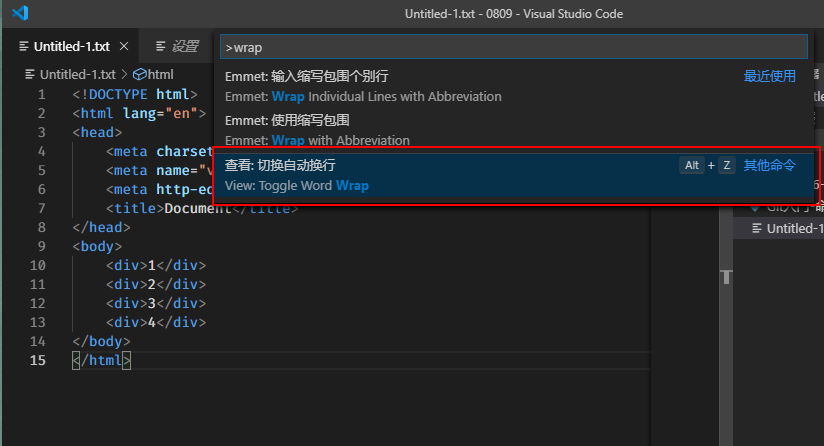 Untitled-1.txt - 0809 - Visual Studio Code
Untitled-1.txt 设置
>wrap
Untitled-1.txt > html
Emmet: 输入缩写包围个别行 最近使用
Emmet: Wrap Individual Lines with Abbreviation
Emmet: 使用缩写包围
Emmet: Wrap with Abbreviation
查看: 切换自动换行 Alt + Z 其他命令
View: Toggle Word Wrap
1 <!DOCTYPE html>
2 <html lang="en">
3 <head>
4 <meta charset
5 <meta name="v
6 <meta http-eq
7 <title>Document</title>
8 </head>
9 <body>
10 <div>1</div>
11 <div>2</div>
12 <div>3</div>
13 <div>4</div>
14 </body>
15 </html>
Untitled-1